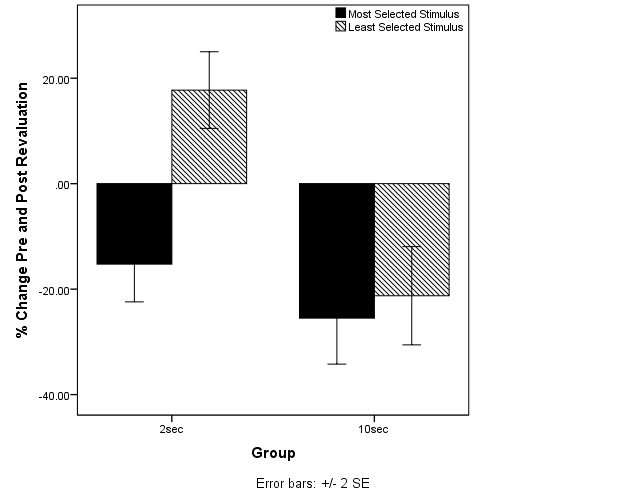 Most Selected Stimulus
Least Selected Stimulus
% Change Pre and Post Revaluation
20.00
.00
-20.00
-40.00
2sec
10sec
Group
Error bars: +/- 2 SE